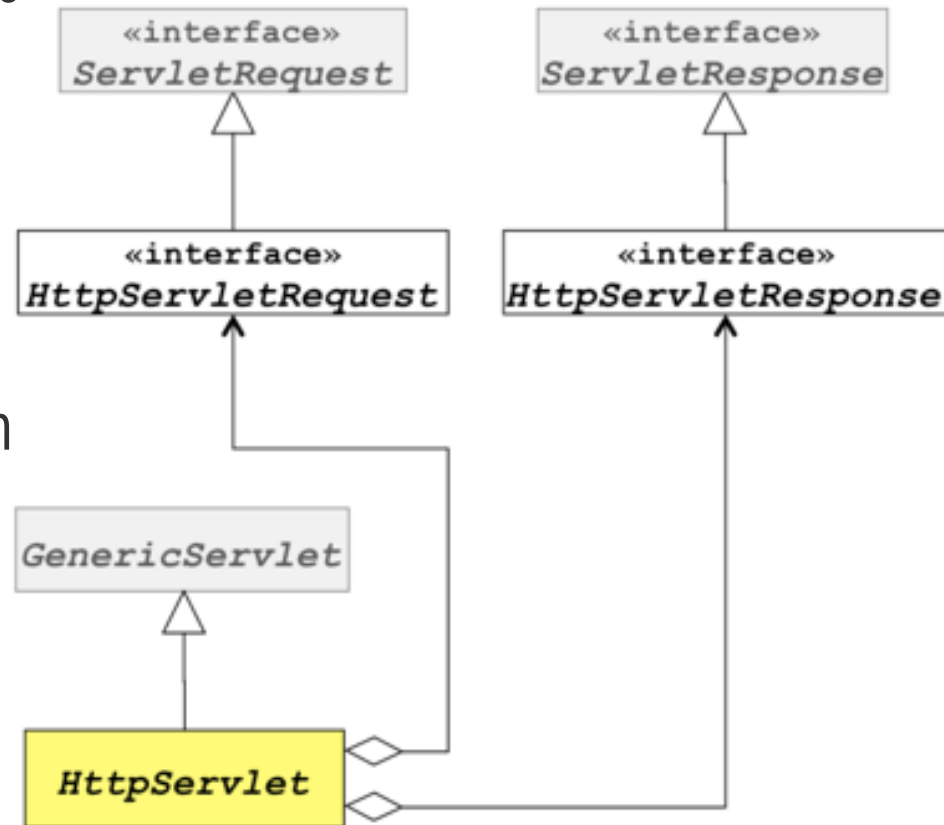 «interface»
ServletRequest
«interface»
ServletResponse
«interface»
HttpServletRequest
«interface»
HttpServletResponse
GenericServlet
HttpServlet